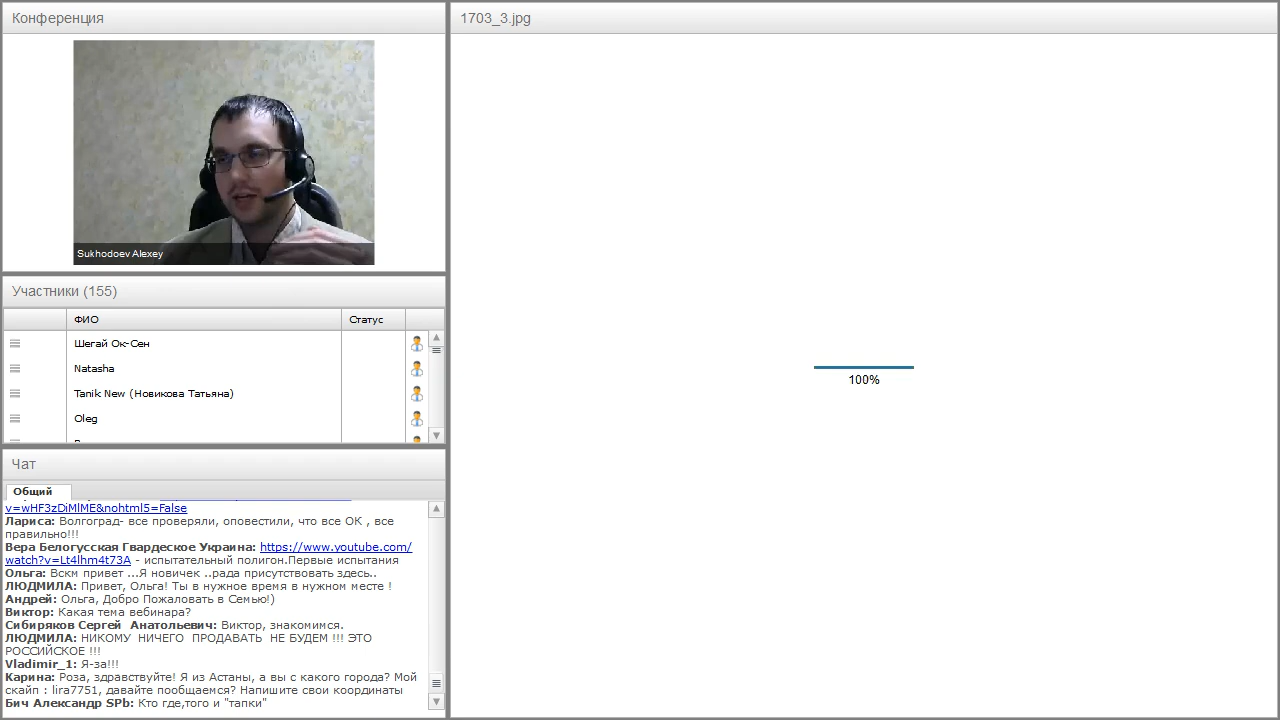 Конференция
1703_3.jpg
Sukhodoev Alexey
Участники (155)
ФИО
Статус
Шегай Ок-Сен
Natasha
Tanik New (Новикова Татьяна)
Oleg
100%
Чат
Общий
v=wHF3zDiMlME&nohtml5=False
Лариса: Волгоград- все проверяли, оповестили, что все ОК , все
правильно!!!
Вера Белогусская Гвардеское Украина: https://www.youtube.com/
watch?v=Lt4lhm4t73A - испытательный полигон.Первые испытания
Ольга: Вскм привет ...Я новичек ..рада присутствовать здесь..
ЛЮДМИЛА: Привет, Ольга! Ты в нужное время в нужном месте !
Андрей: Ольга, Добро Пожаловать в Семью!)
Виктор: Какая тема вебинара?
Сибиряков Сергей Анатольевич: Виктор, знакомимся.
ЛЮДМИЛА: НИКОМУ НИЧЕГО ПРОДАВАТЬ НЕ БУДЕМ !!! ЭТО
РОССИЙСКОЕ !!!
Vladimir_1: Я-за!!!
Карина: Роза, здравствуйте! Я из Астаны, а вы с какого города? Мой
скайп : lira7751, давайте пообщаемся? Напишите свои координаты
Бич Александр SPb: Кто где,того и "тапки"